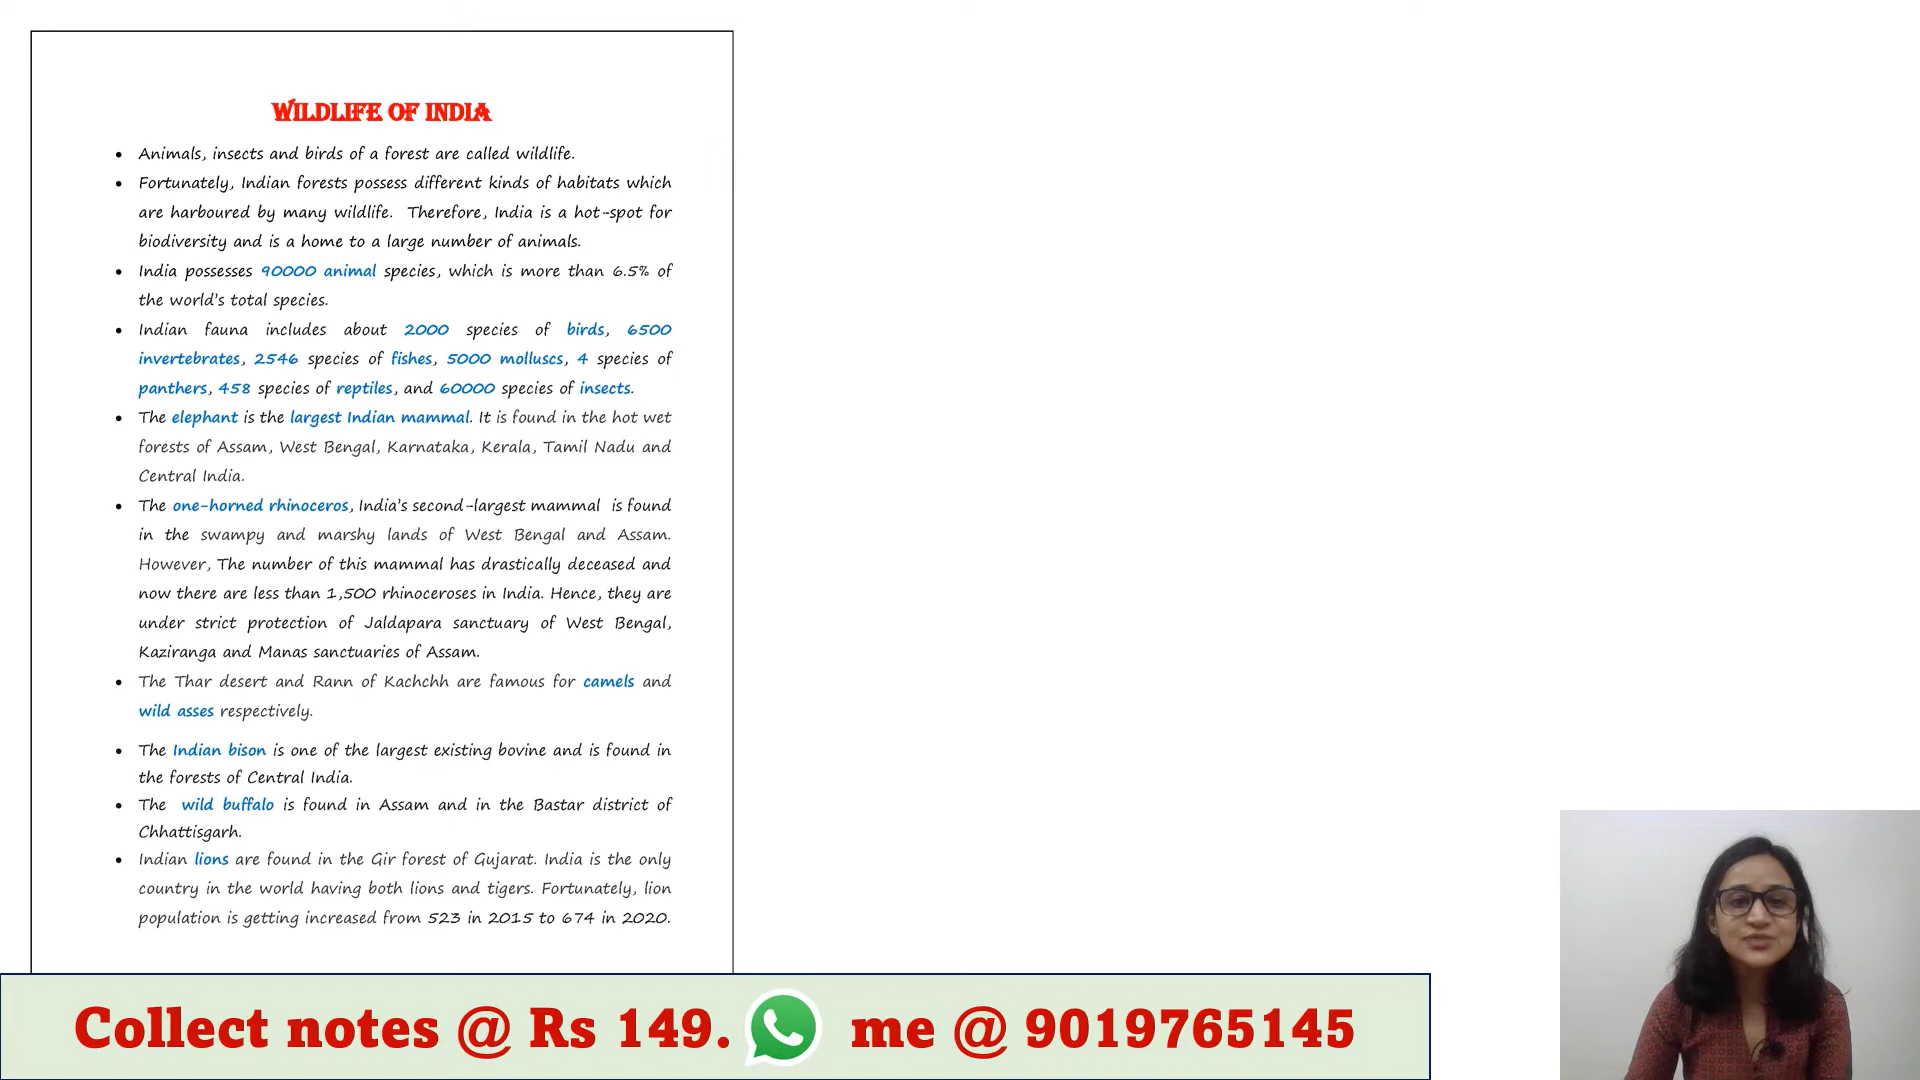 WILDLIFE OF INDIA
• Animals, insects and birds of a forest are called wildlife.
• Fortunately, Indian forests possess different kinds of habitats which
are harboured by many wildlife. Therefore, India is a hot-spot for
biodiversity and is a home to a large number of animals.
• India possesses 90000 animal species, which is more than 6.5% of
the world's total species.
• Indian fauna includes about 2000 species of birds, 6500
invertebrates, 2546 species of fishes, 5000 molluscs, 4 species of
panthers, 458 species of reptiles, and 60000 species of insects.
• The elephant is the largest Indian mammal. It is found in the hot wet
forests of Assam, West Bengal, Karnataka, Kerala, Tamil Nadu and
Central India.
• The one-horned rhinoceros, India's second-largest mammal is found
in the swampy and marshy lands of West Bengal and Assam.
However, The number of this mammal has drastically deceased and
now there are less than 1,500 rhinoceroses in India. Hence, they are
under strict protection of Jaldapara sanctuary of West Bengal,
Kaziranga and Manas sanctuaries of Assam.
• The Thar desert and Rann of Kachchh are famous for camels and
wild asses respectively.
• The Indian bison is one of the largest existing bovine and is found in
the forests of Central India.
• The wild buffalo is found in Assam and in the Bastar district of
Chhattisgarh.
• Indian lions are found in the Gir forest of Gujarat. India is the only
country in the world having both lions and tigers. Fortunately, lion
population is getting increased from 523 in 2015 to 674 in 2020.
Collect notes @ Rs 149. me @ 9019765145